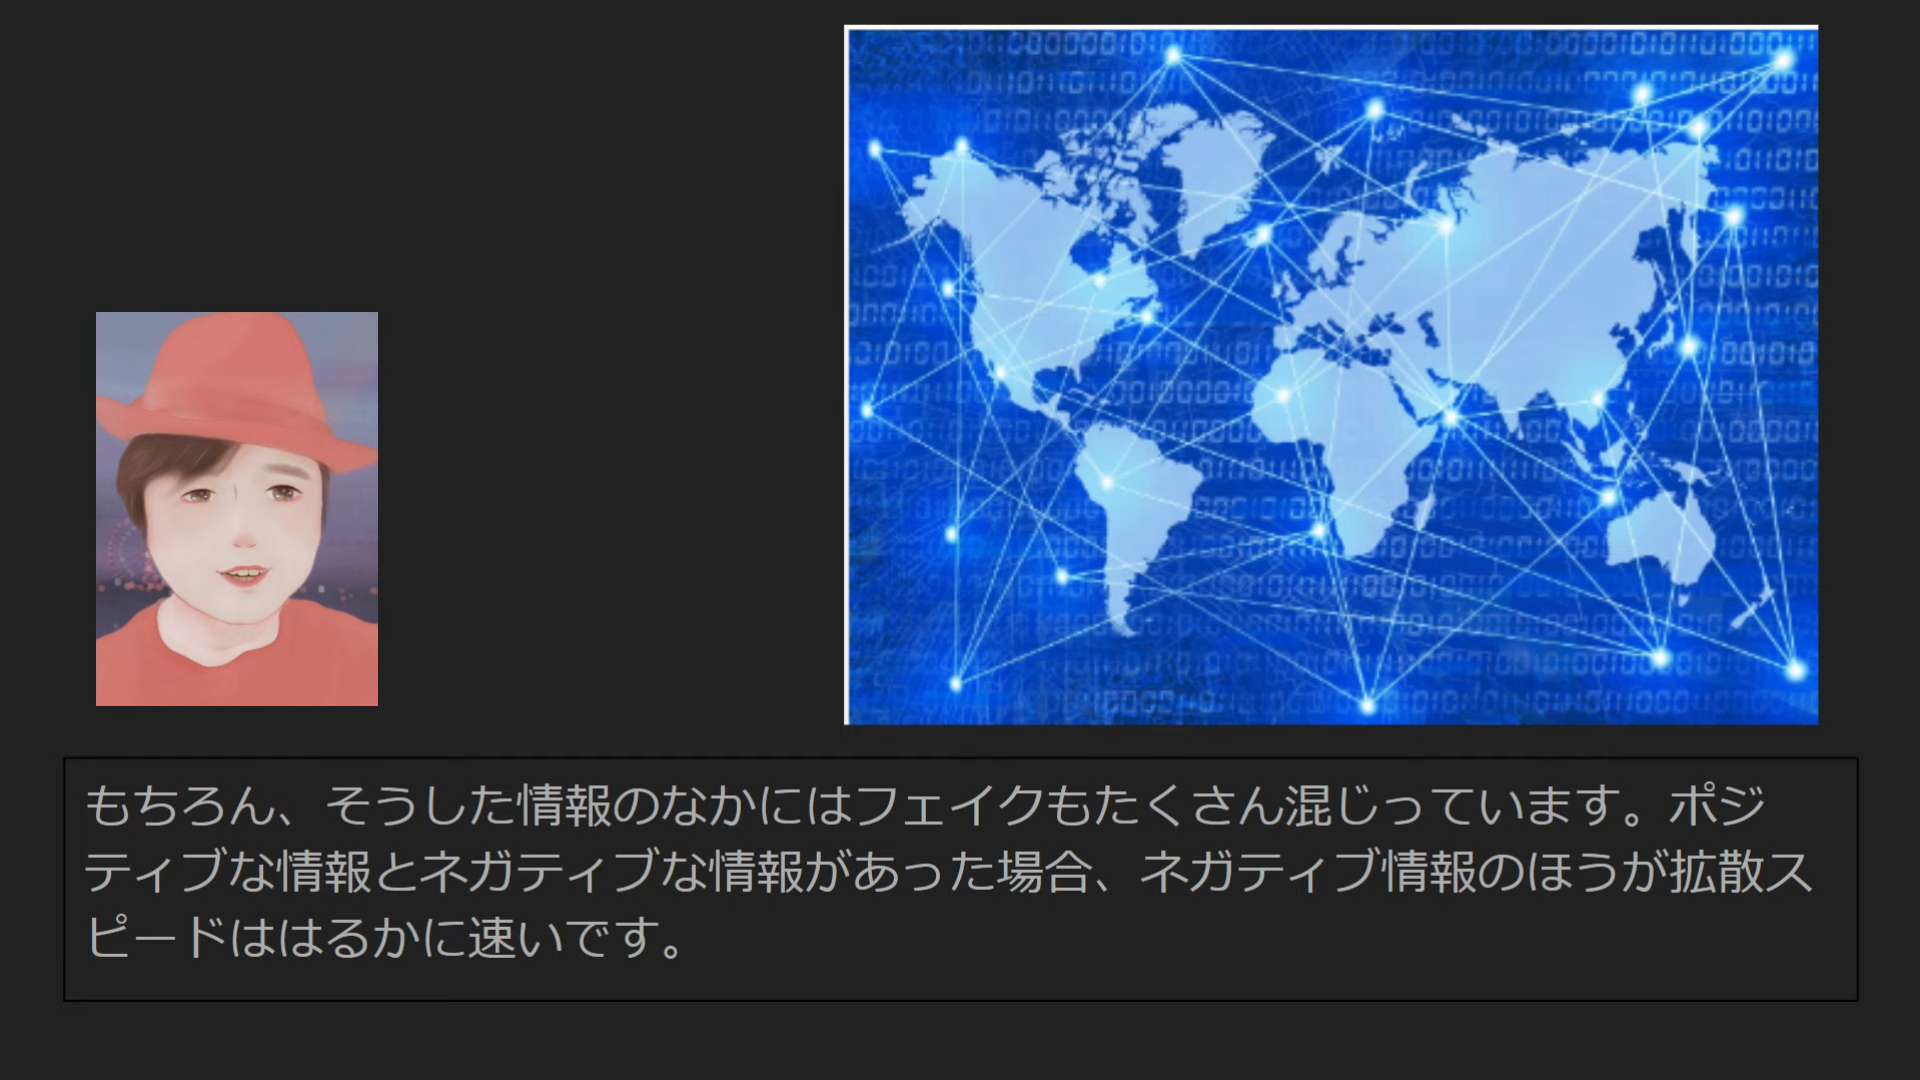 もちろん、そうした情報のなかにはフェイクもたくさん混じっています。ポジ
ティブな情報とネガティブな情報があった場合、ネガティブ情報のほうが拡散ス
ピードははるかに速いです。